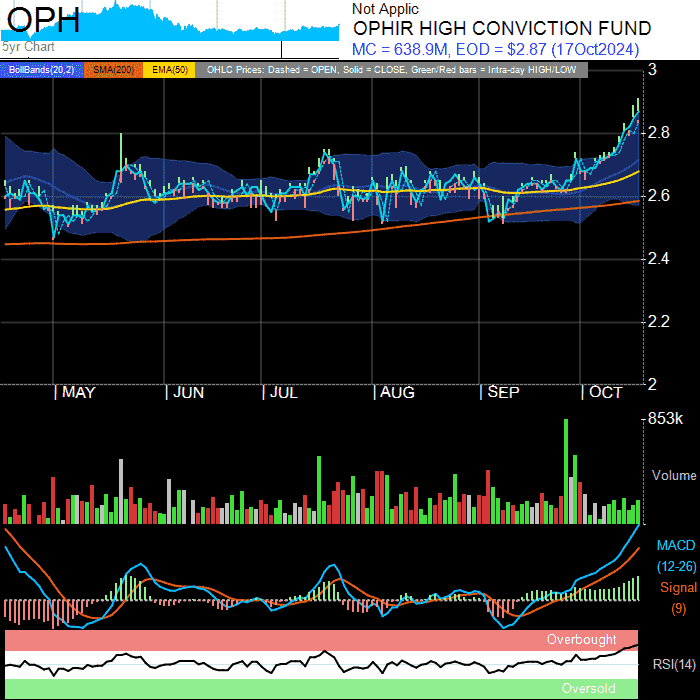 OPH
5yr Chart
Not Applic
OPHIR HIGH CONVICTION FUND
MC = 638.9M, EOD = $2.87 (17Oct2024)
BollBands(20,2) SMA(200) EMA(50) OHLC Prices: Dashed = OPEN, Solid = CLOSE, Green/Red bars = Intra-day HIGH/LOW
3
2.8
2.6
2.4
2.2
2
MAY JUN JUL AUG SEP OCT
853k
Volume
MACD
(12-26)
Signal
(9)
Overbought
RSI(14)
Oversold